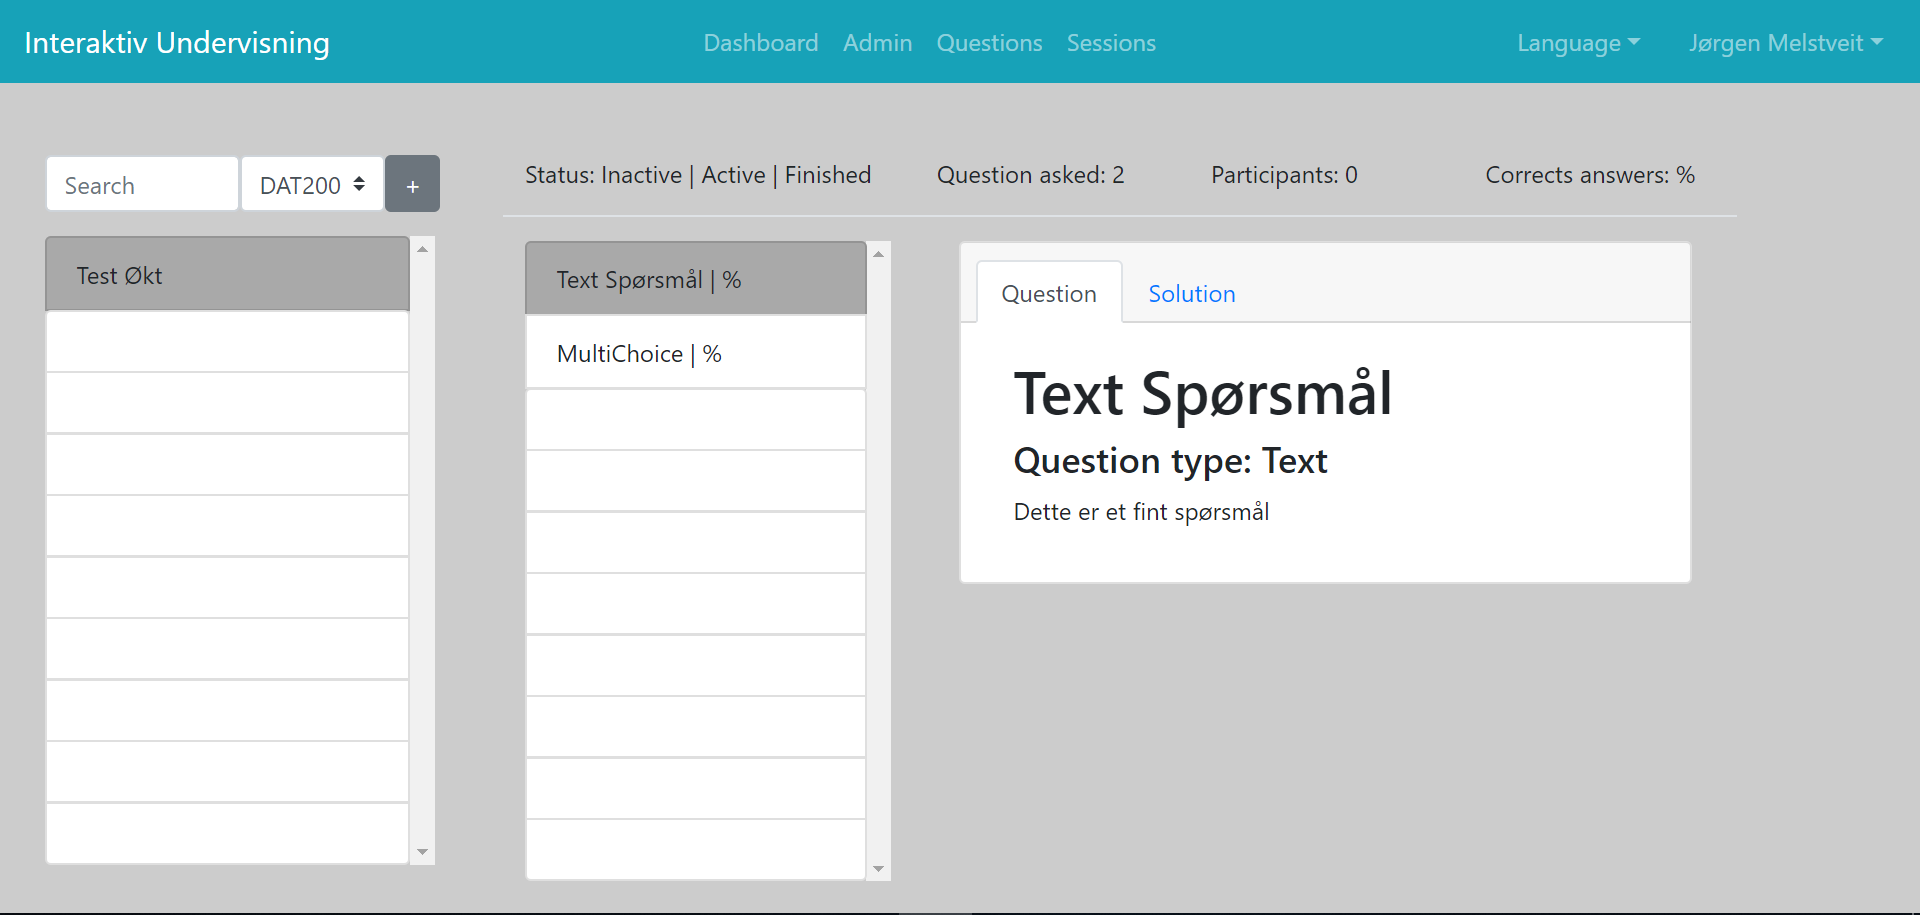 Interaktiv Undervisning
Dashboard Admin Questions Sessions
Language
Jørgen Melstveit
Search
DAT200
+
Test Økt
Status: Inactive | Active | Finished
Question asked: 2
Participants: 0
Corrects answers: %
Text Spørsmål | %
MultiChoice | %
Question
Solution
Text Spørsmål
Question type: Text
Dette er et fint spørsmål